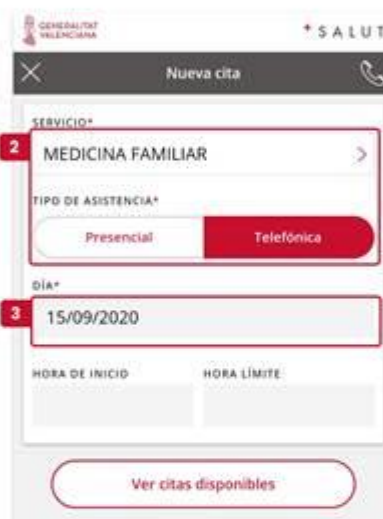 GENERALITAT
VALENCIANA
+SALUT
Nueva cita
SERVICIO*
2
MEDICINA FAMILIAR
TIPO DE ASISTENCIA*
Presencial Telefónica
DÍA*
3
15/09/2020
HORA DE INICIO HORA LÍMITE
Ver citas disponibles